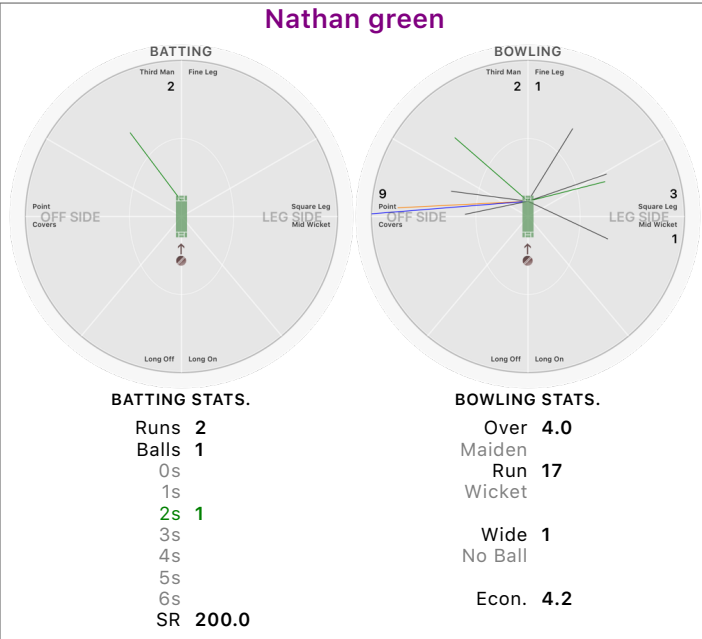 Nathan green
BATTING
Third Man
Fine Leg
2
Point
OFF SIDE
Covers
Square Leg
LEG SIDE
Mid Wicket
Long Off
Long On
BOWLING
Third Man
Fine Leg
2
1
9
Point
OFF SIDE
Covers
3
Square Leg
LEG SIDE
Mid Wicket
1
Long Off
Long On
BATTING STATS.
Runs 2
Balls 1
0s
1s
2s 1
3s
4s
5s
6s
SR 200.0
BOWLING STATS.
Over 4.0
Maiden
Run 17
Wicket
Wide 1
No Ball
Econ. 4.2